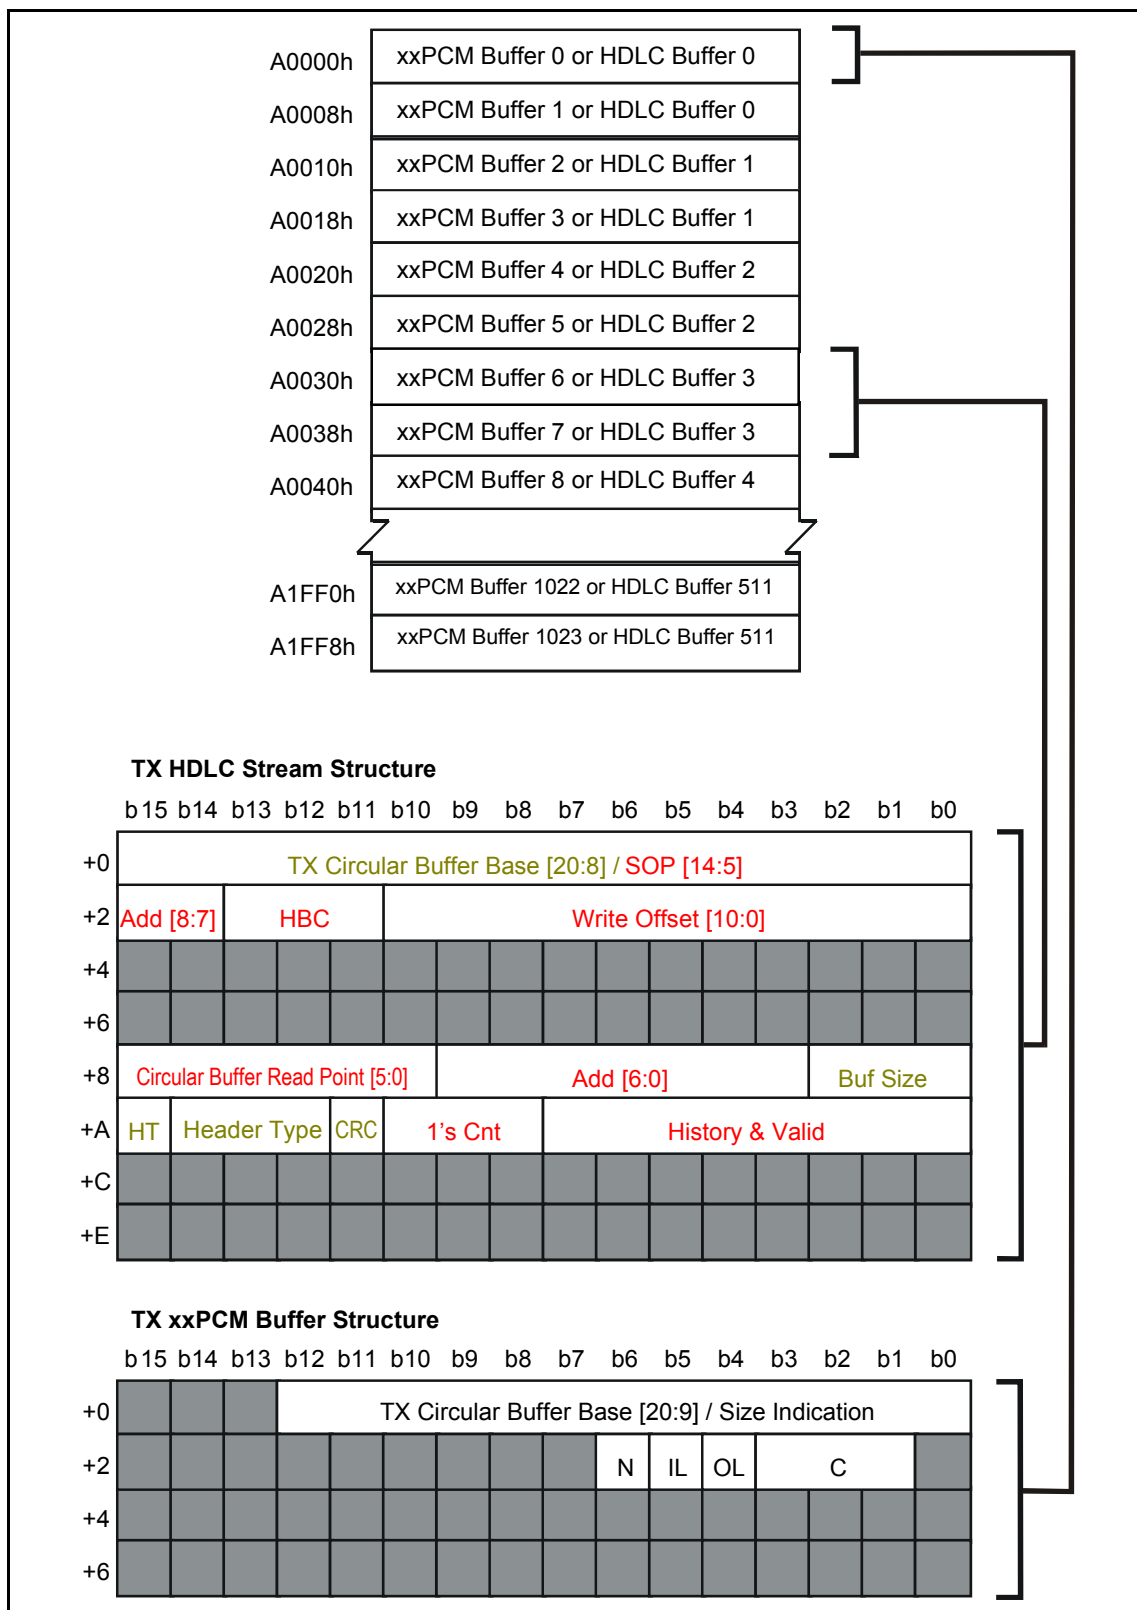 A0000h xxPCM Buffer 0 or HDLC Buffer 0
A0008h xxPCM Buffer 1 or HDLC Buffer 0
A0010h xxPCM Buffer 2 or HDLC Buffer 1
A0018h xxPCM Buffer 3 or HDLC Buffer 1
A0020h xxPCM Buffer 4 or HDLC Buffer 2
A0028h xxPCM Buffer 5 or HDLC Buffer 2
A0030h xxPCM Buffer 6 or HDLC Buffer 3
A0038h xxPCM Buffer 7 or HDLC Buffer 3
A0040h xxPCM Buffer 8 or HDLC Buffer 4
A1FF0h xxPCM Buffer 1022 or HDLC Buffer 511
A1FF8h xxPCM Buffer 1023 or HDLC Buffer 511
TX HDLC Stream Structure
b15 b14 b13 b12 b11 b10 b9 b8 b7 b6 b5 b4 b3 b2 b1 b0
+0 TX Circular Buffer Base [20:8] / SOP [14:5]
+2 Add [8:7] HBC Write Offset [10:0]
+4
+6
+8 Circular Buffer Read Point [5:0] Add [6:0] Buf Size
+A HT Header Type CRC 1's Cnt History & Valid
+C
+E
TX xxPCM Buffer Structure
b15 b14 b13 b12 b11 b10 b9 b8 b7 b6 b5 b4 b3 b2 b1 b0
+0 TX Circular Buffer Base [20:9] / Size Indication
+2 N IL OL C
+4
+6